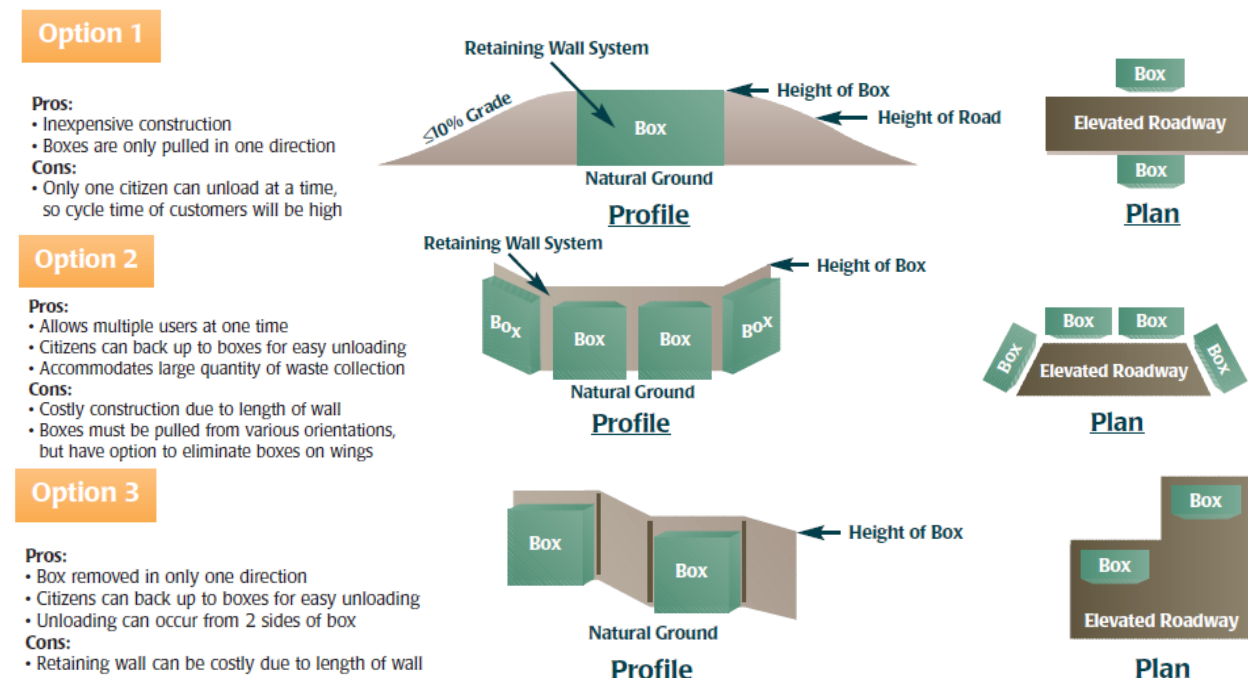 Option 1
Pros:
• Inexpensive construction
• Boxes are only pulled in one direction
Cons:
• Only one citizen can unload at a time,
so cycle time of customers will be high
Retaining Wall System
≤10% Grade
Box
Height of Box
Height of Road
Natural Ground
Profile
Box
Elevated Roadway
Box
Plan
Option 2
Pros:
• Allows multiple users at one time
• Citizens can back up to boxes for easy unloading
• Accommodates large quantity of waste collection
Cons:
• Costly construction due to length of wall
• Boxes must be pulled from various orientations,
but have option to eliminate boxes on wings
Retaining Wall System
Height of Box
Box
Box
Box
Box
Natural Ground
Profile
Box
Box
Box
Box
Elevated Roadway
Plan
Option 3
Pros:
• Box removed in only one direction
• Citizens can back up to boxes for easy unloading
• Unloading can occur from 2 sides of box
Cons:
• Retaining wall can be costly due to length of wall
Box
Box
Height of Box
Natural Ground
Profile
Box
Box
Elevated Roadway
Plan